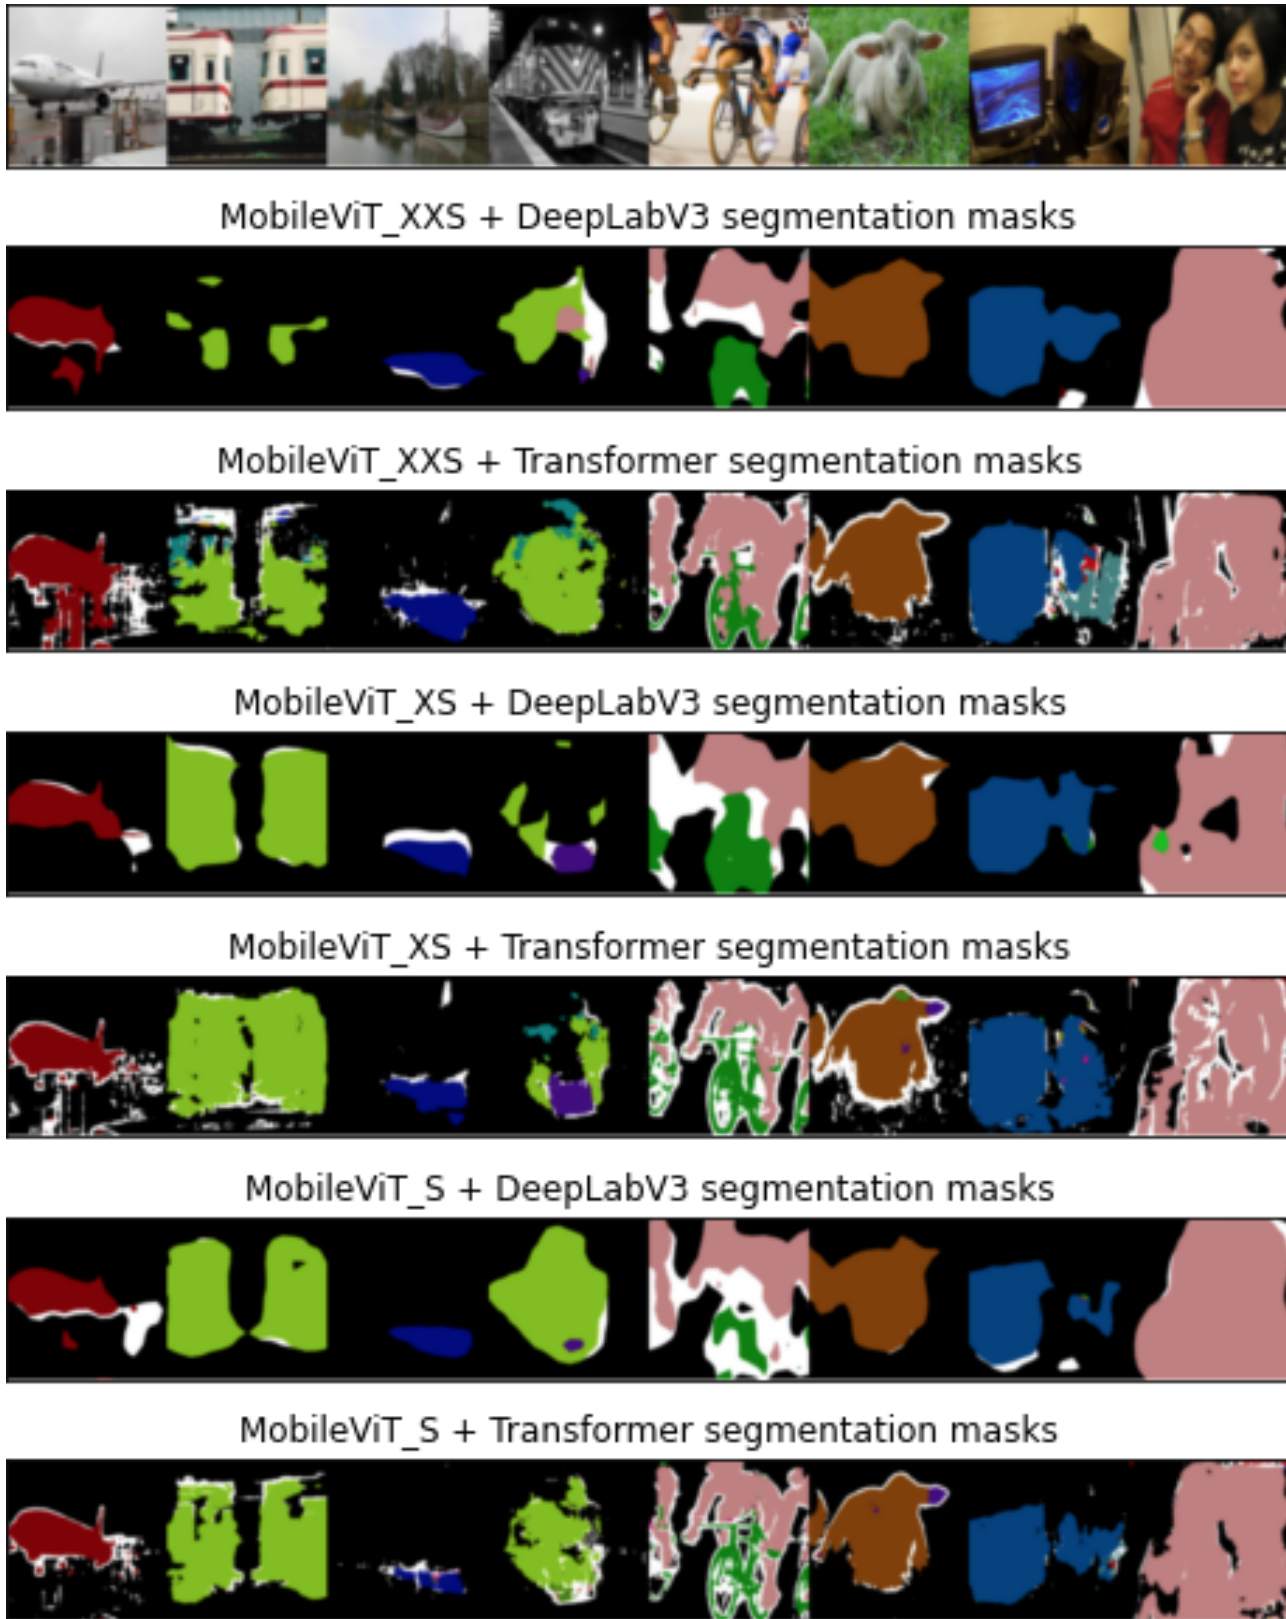 MobileViT_XXS + DeepLabV3 segmentation masks
MobileViT_XXS + Transformer segmentation masks
MobileViT_XS + DeepLabV3 segmentation masks
MobileViT_XS + Transformer segmentation masks
MobileViT_S + DeepLabV3 segmentation masks
MobileViT_S + Transformer segmentation masks